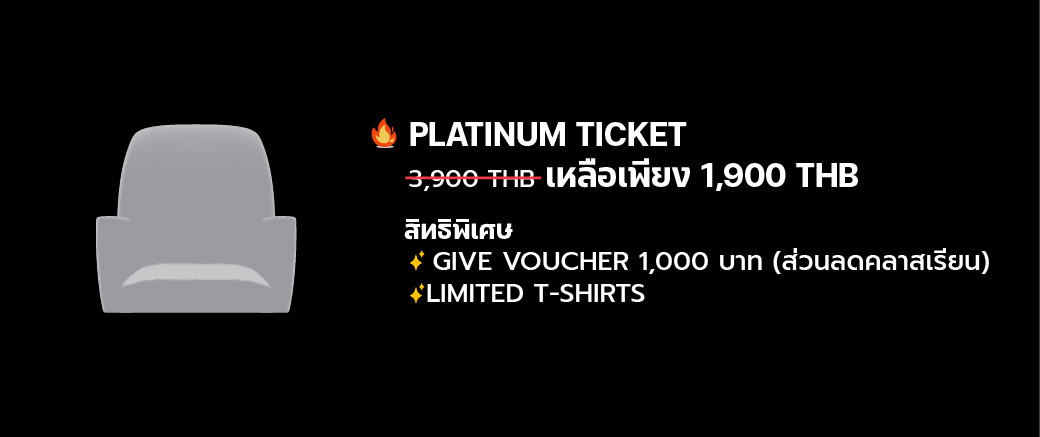 🔥 PLATINUM TICKET
3,900 THB เหลือเพียง 1,900 THB
สิทธิพิเศษ
✨ GIVE VOUCHER 1,000 บาท (ส่วนลดคลาสเรียน)
✨LIMITED T-SHIRTS